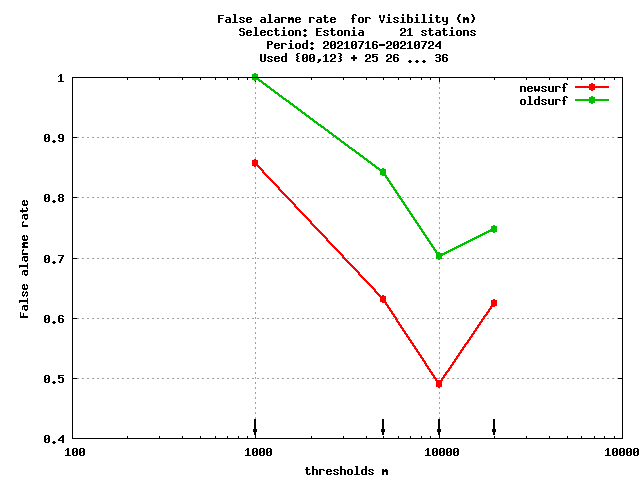 False alarme rate  for Visibility (m)
Selection: Estonia     21 stations
Period: 20210716-20210724
Used {00,12} + 25 26 ... 36
newsurf
oldsurf
1
0.9
0.8
0.7
0.6
0.5
0.4
False alarme rate
100 1000 10000 10000
thresholds m